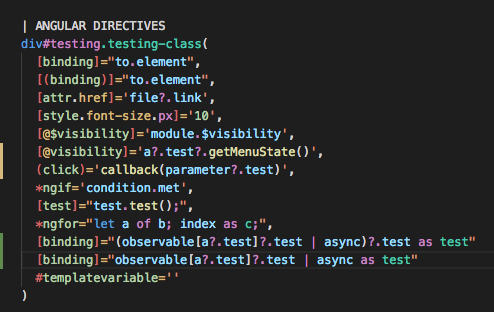 | ANGULAR DIRECTIVES
div#testing.testing-class(
[binding]="to.element",
[(binding)]="to.element",
[attr.href]='file?.link',
[style.font-size.px]='10',
[@$visibility]='module.$visibility',
[@visibility]='a?.test?.getMenuState()',
(click)='callback(parameter?.test)',
*ngif='condition.met',
[test]="test.test();",
*ngfor="let a of b; index as c;",
[binding]="(observable[a?.test]?.test | async)?.test as test"
[binding]="observable[a?.test]?.test | async as test"
#templatevariable=''
)